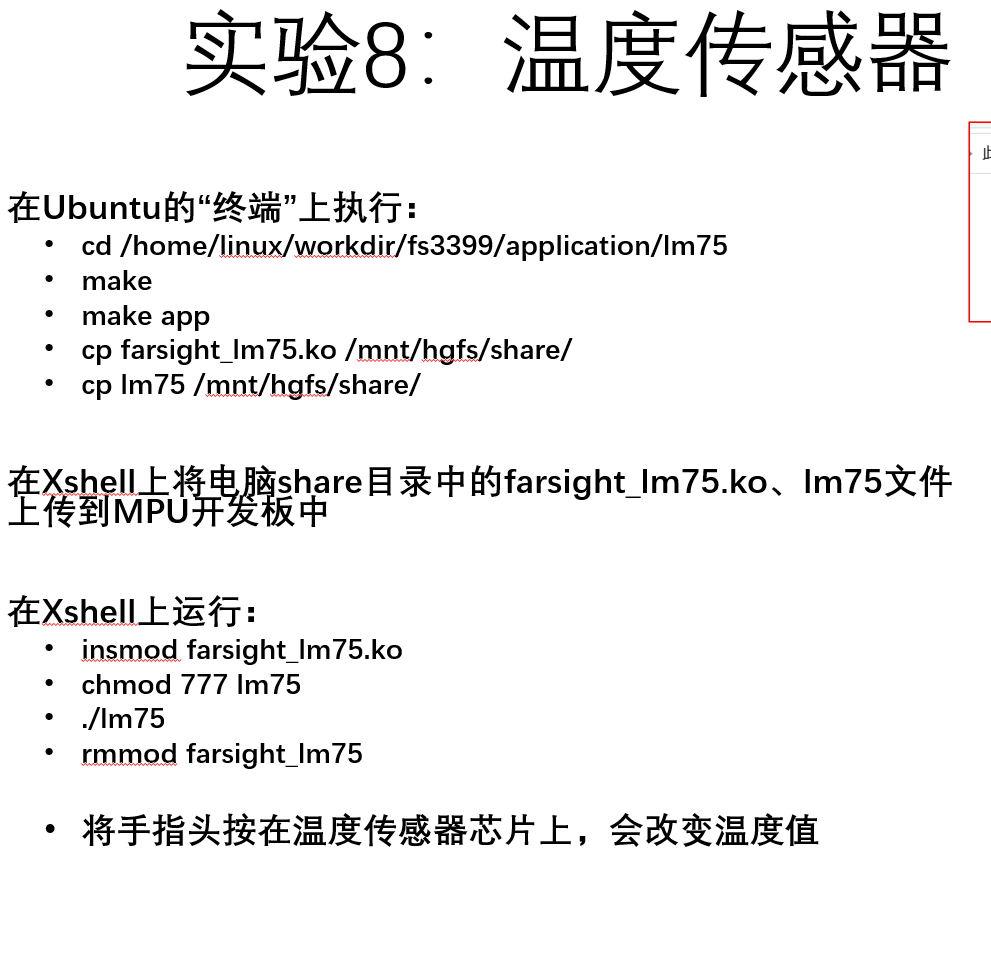 实验8： 温度传感器
在Ubuntu的“终端”上执行：
• cd /home/linux/workdir/fs3399/application/lm75
• make
• make app
• cp farsight_lm75.ko /mnt/hgfs/share/
• cp lm75 /mnt/hgfs/share/
在Xshell上将电脑share目录中的farsight_lm75.ko、lm75文件
上传到MPU开发板中
在Xshell上运行：
• insmod farsight_lm75.ko
• chmod 777 lm75
• ./lm75
• rmmod farsight_lm75
• 将手指头按在温度传感器芯片上，会改变温度值